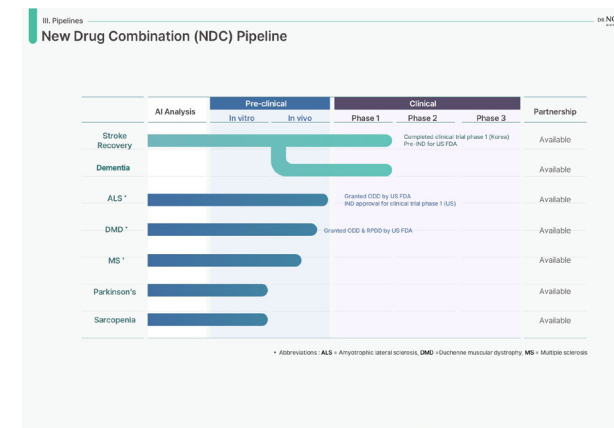 III. Pipelines
DR.NO
New Drug Combination (NDC) Pipeline
AI Analysis
Pre-clinical
Clinical
Partnership
In vitro
In vivo
Phase 1
Phase 2
Phase 3
Stroke
Recovery
Completed clinical trial phase 1 (Korea)
Pre-IND for US FDA
Available
Dementia
Available
ALS *
Granted ODD by US FDA
IND approval for clinical trial phase 1 (US)
Available
DMD *
Granted ODD & RPDD by US FDA
Available
MS *
Available
Parkinson's
Available
Sarcopenia
Available
* Abbreviations : ALS = Amyotrophic lateral sclerosis, DMD =Duchenne muscular dystrophy, MS = Multiple sclerosis